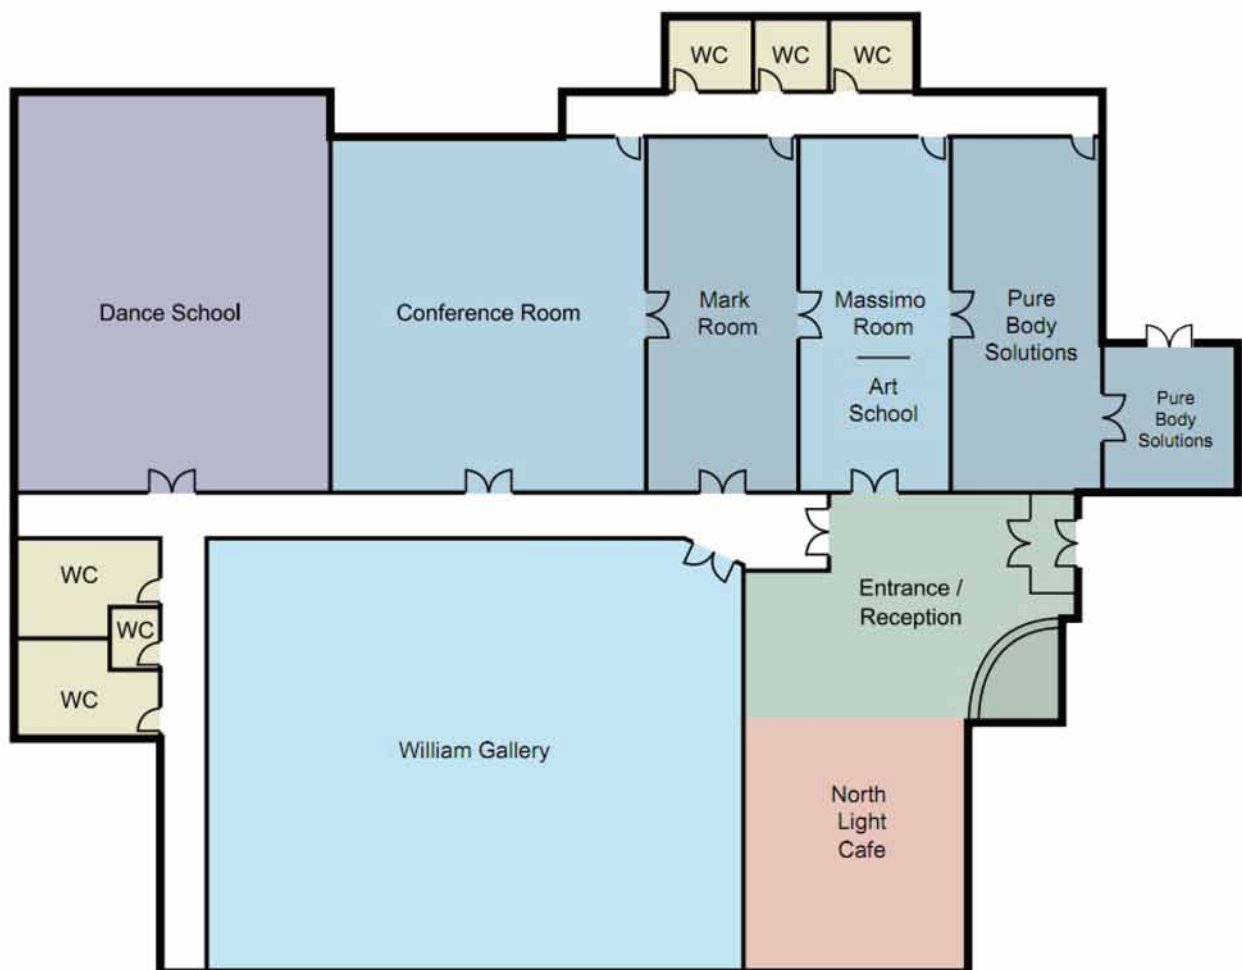 WC
WC
WC
Dance School
Conference Room
Mark
Room
Massimo
Room
Art
School
Pure
Body
Solutions
Pure
Body
Solutions
WC
WC
WC
Entrance /
Reception
William Gallery
North
Light
Cafe